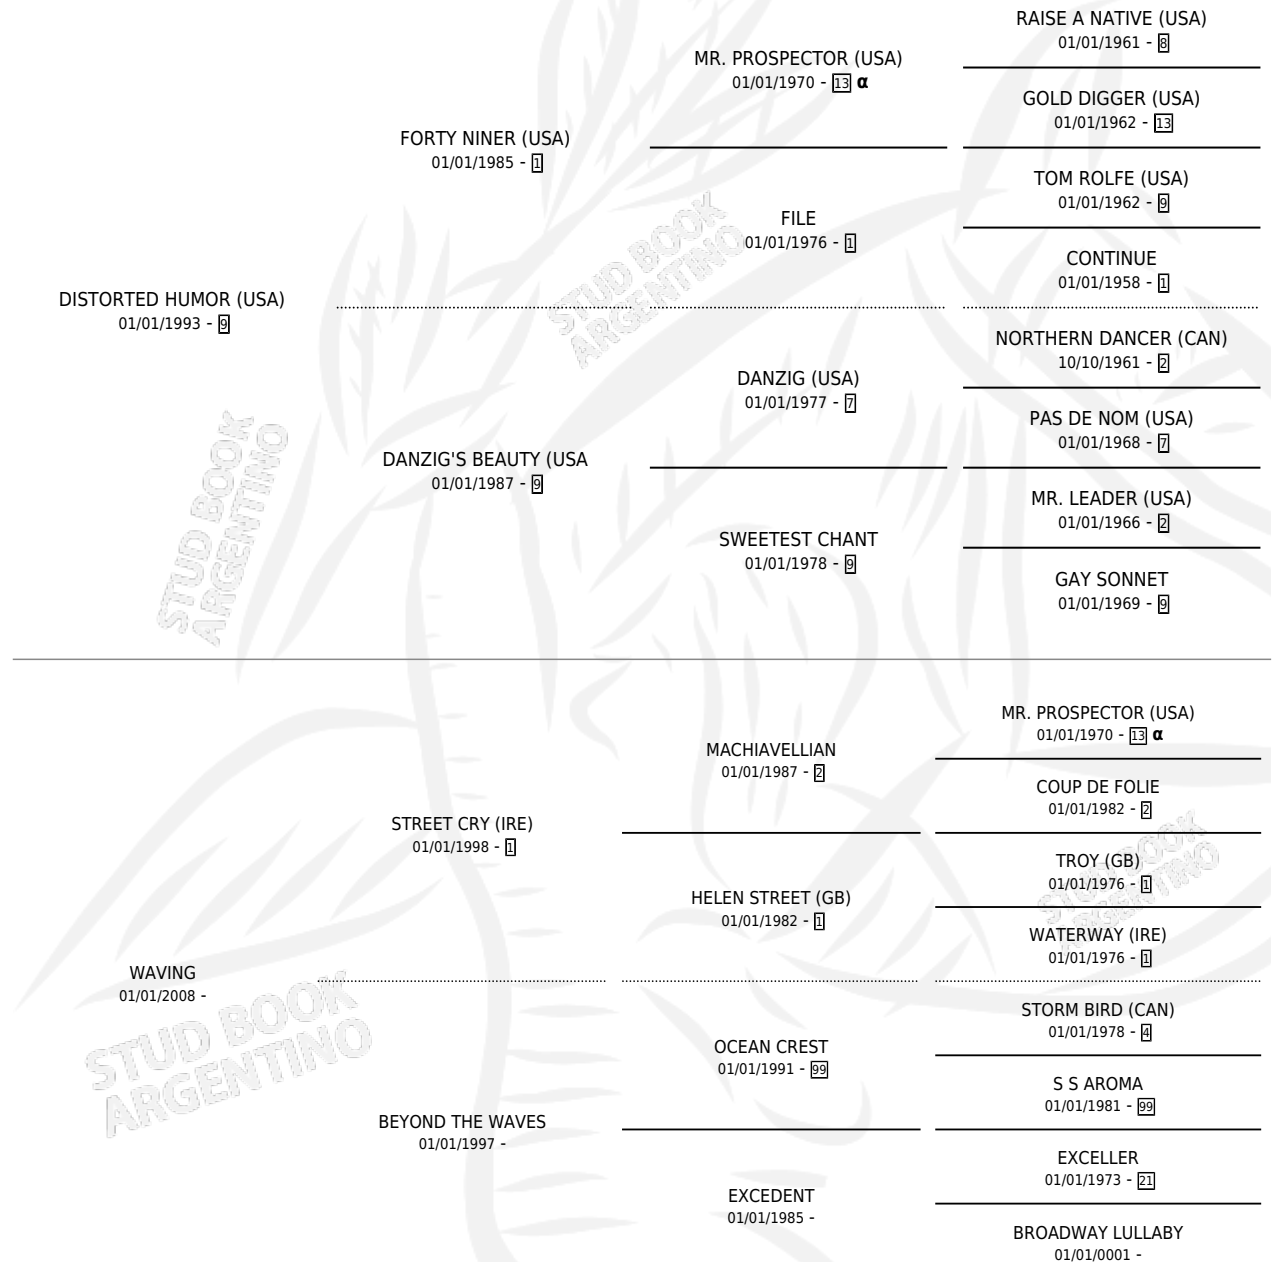 RAISE A NATIVE (USA)
01/01/1961 - 8
MR. PROSPECTOR (USA)
01/01/1970 - 13 α
GOLD DIGGER (USA)
01/01/1962 - 13
FORTY NINER (USA)
01/01/1985 - 1
TOM ROLFE (USA)
01/01/1962 - 9
FILE
01/01/1976 - 1
CONTINUE
01/01/1958 - 1
DISTORTED HUMOR (USA)
01/01/1993 - 9
NORTHERN DANCER (CAN)
10/10/1961 - 2
DANZIG (USA)
01/01/1977 - 7
PAS DE NOM (USA)
01/01/1968 - 7
DANZIG'S BEAUTY (USA
01/01/1987 - 9
MR. LEADER (USA)
01/01/1966 - 2
SWEETEST CHANT
01/01/1978 - 9
GAY SONNET
01/01/1969 - 9
MR. PROSPECTOR (USA)
01/01/1970 - 13 α
MACHIAVELLIAN
01/01/1987 - 2
COUP DE FOLIE
01/01/1982 - 2
STREET CRY (IRE)
01/01/1998 - 1
TROY (GB)
01/01/1976 - 1
HELEN STREET (GB)
01/01/1982 - 1
WATERWAY (IRE)
01/01/1976 - 1
WAVING
01/01/2008 -
STORM BIRD (CAN)
01/01/1978 - 4
OCEAN CREST
01/01/1991 - 99
S S AROMA
01/01/1981 - 99
BEYOND THE WAVES
01/01/1997 -
EXCELLER
01/01/1973 - 21
EXCEDENT
01/01/1985 -
BROADWAY LULLABY
01/01/0001 -
STUD BOOK
ARGENTINO
STUD BOOK
ARGENTINO
STUD BOOK
ARGENTINO
STUD BOOK
ARGENTINO